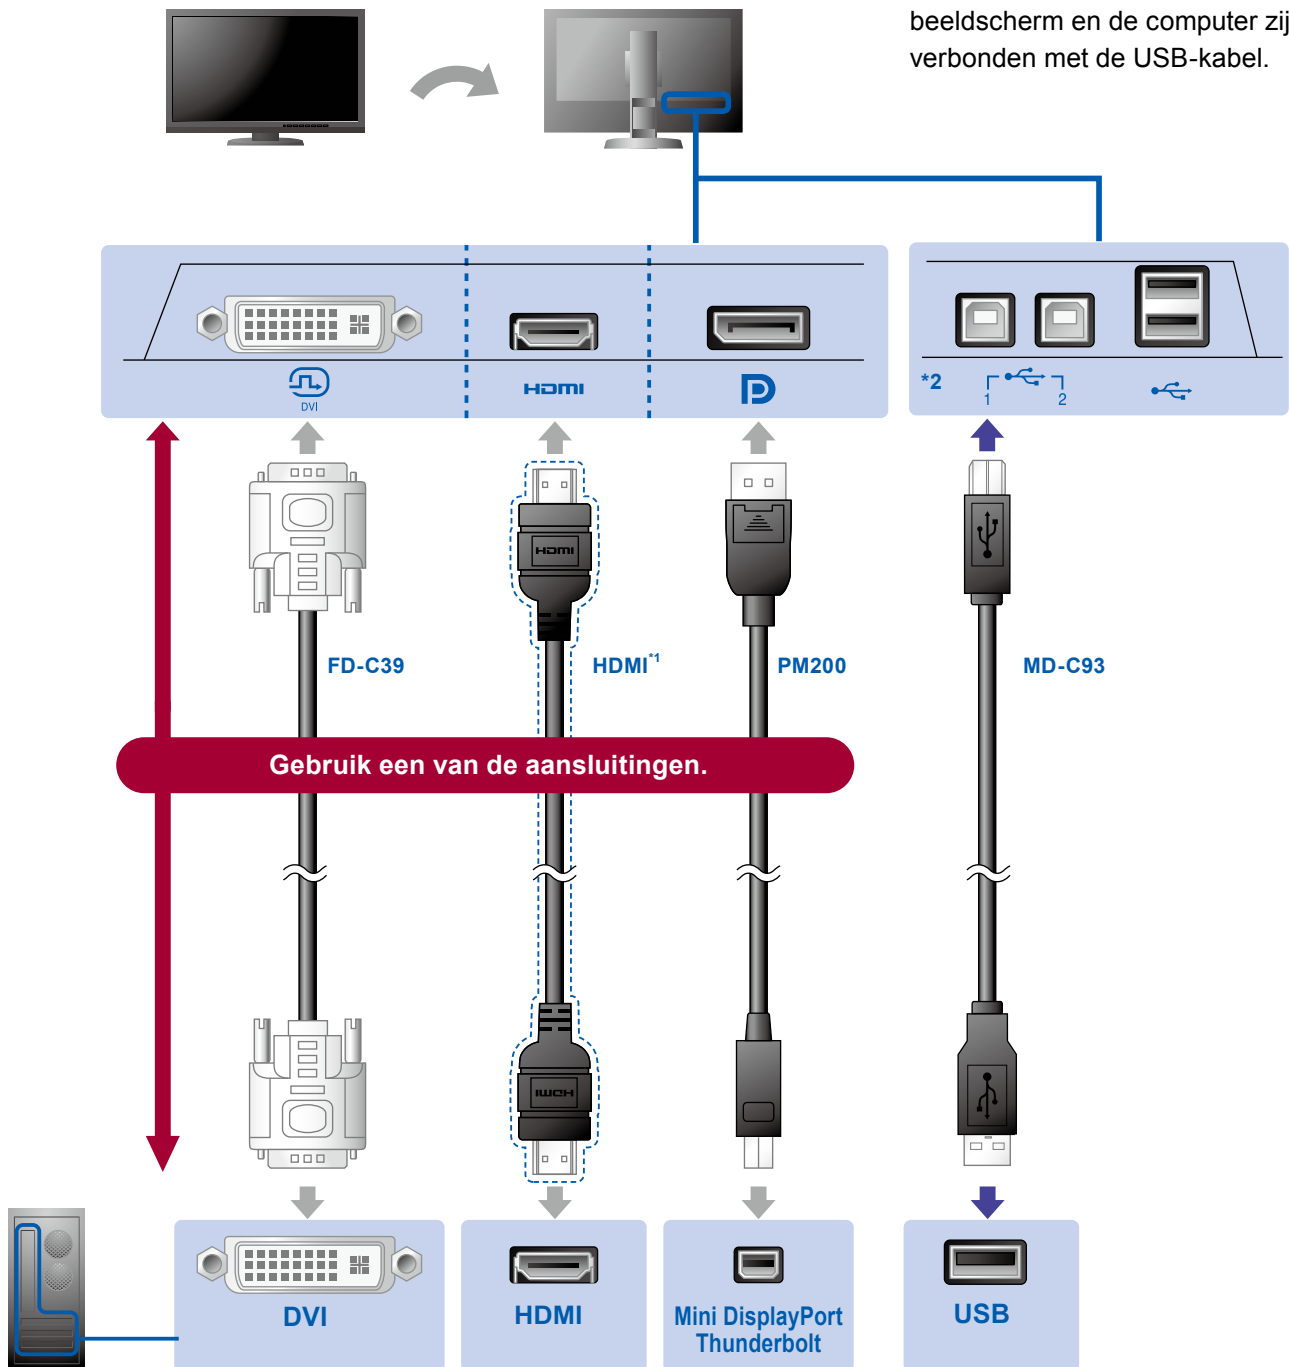 beeldscherm en de computer zij
verbonden met de USB-kabel.
DVI
HDMI
*2
1
2
HDMI
FD-C39
HDMI*1
PM200
MD-C93
Gebruik een van de aansluitingen.
HDMI
DVI
HDMI
Mini DisplayPort
Thunderbolt
USB